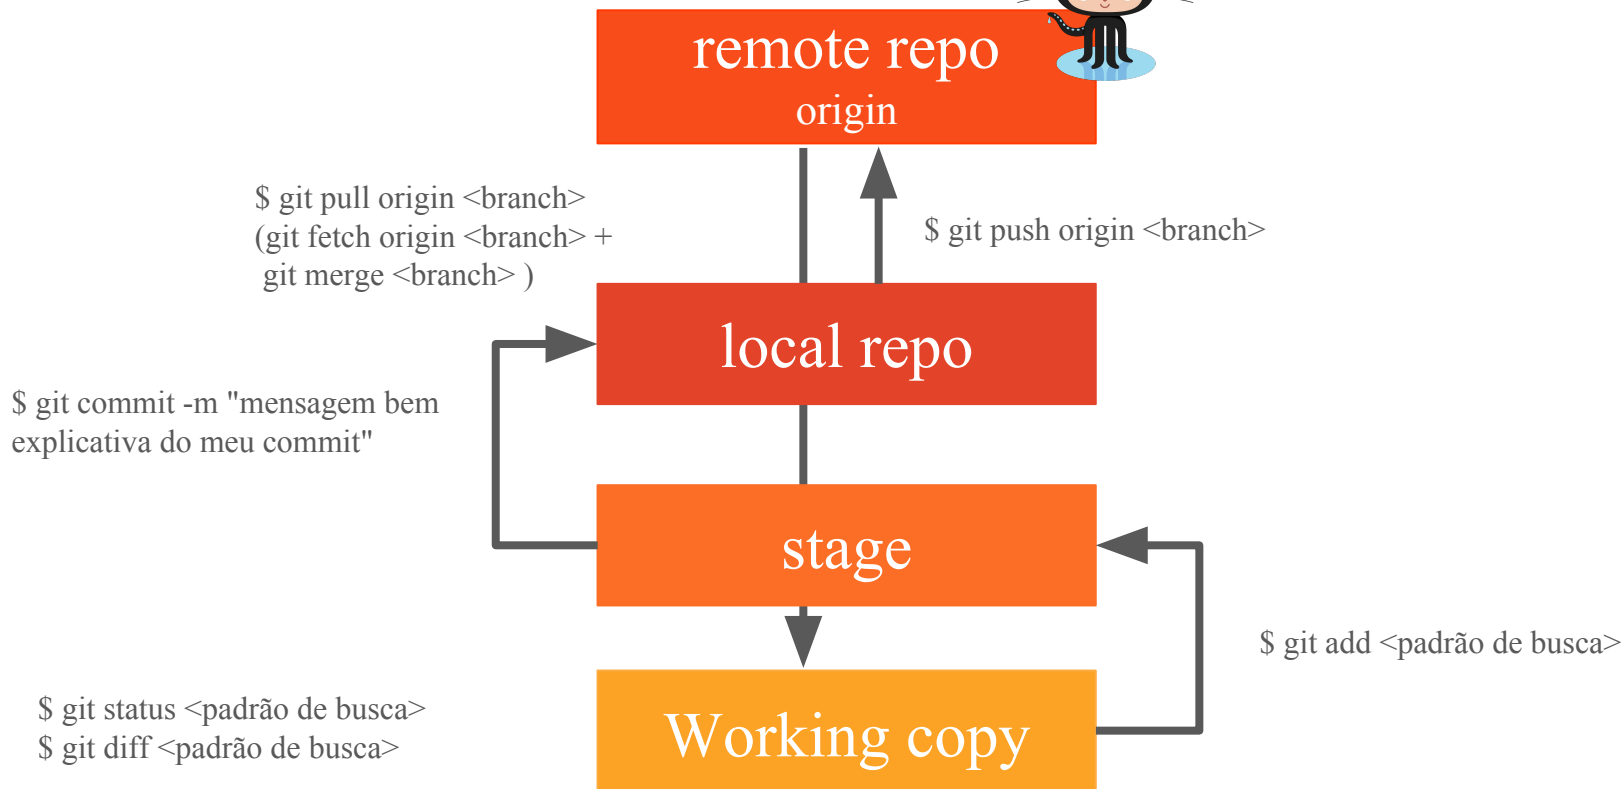 remote repo
origin
$ git pull origin <branch>
(git fetch origin <branch> +
git merge <branch> )
$ git push origin <branch>
local repo
$ git commit -m "mensagem bem
explicativa do meu commit"
stage
$ git add <padrão de busca>
$ git status <padrão de busca>
$ git diff <padrão de busca>
Working copy